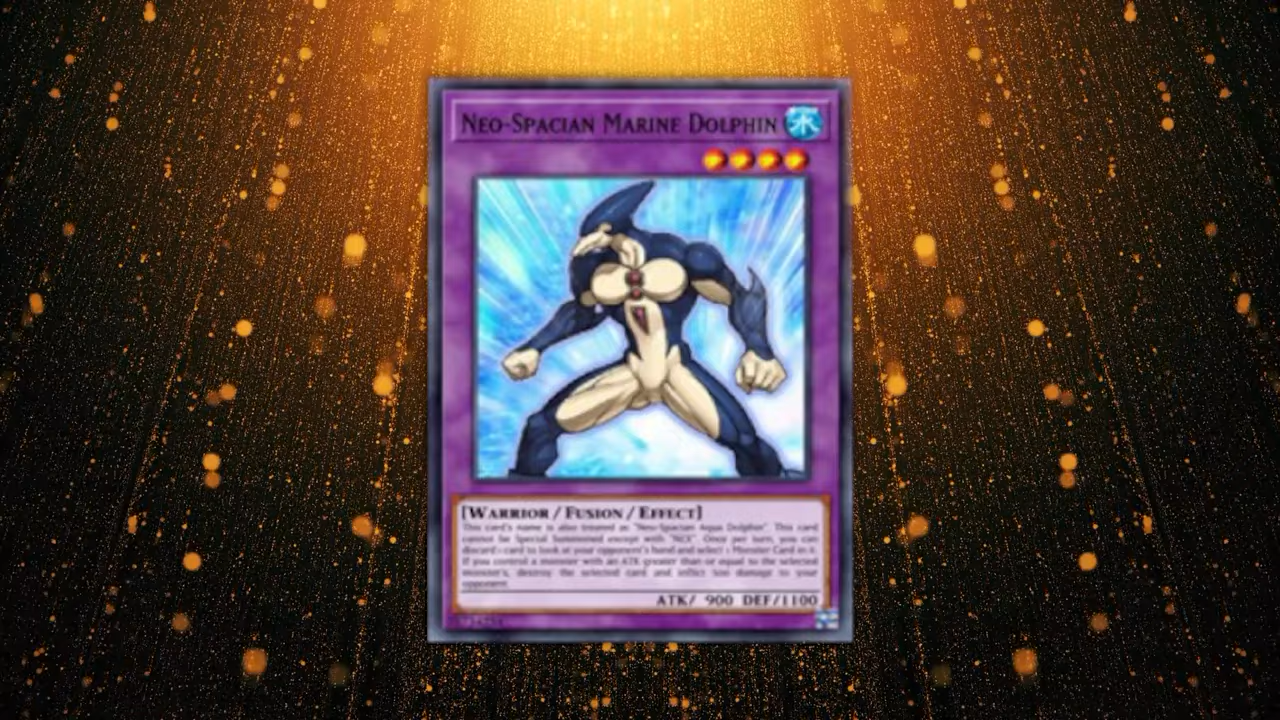 Neo-Spacian Marine Dolphin
水
[Warrior / Fusion / Effect]
This card's name is also treated as "Neo-Spacian Aqua Dolphin". This card
cannot be Special Summoned except with "NEX". Once per turn, you can
discard 1 card to look at your opponent's hand and select 1 Monster Card in it.
If you control a monster with an ATK greater than or equal to the selected
monster's, destroy the selected card and inflict 500 damage to your
opponent.
ATK/ 900 DEF/1100